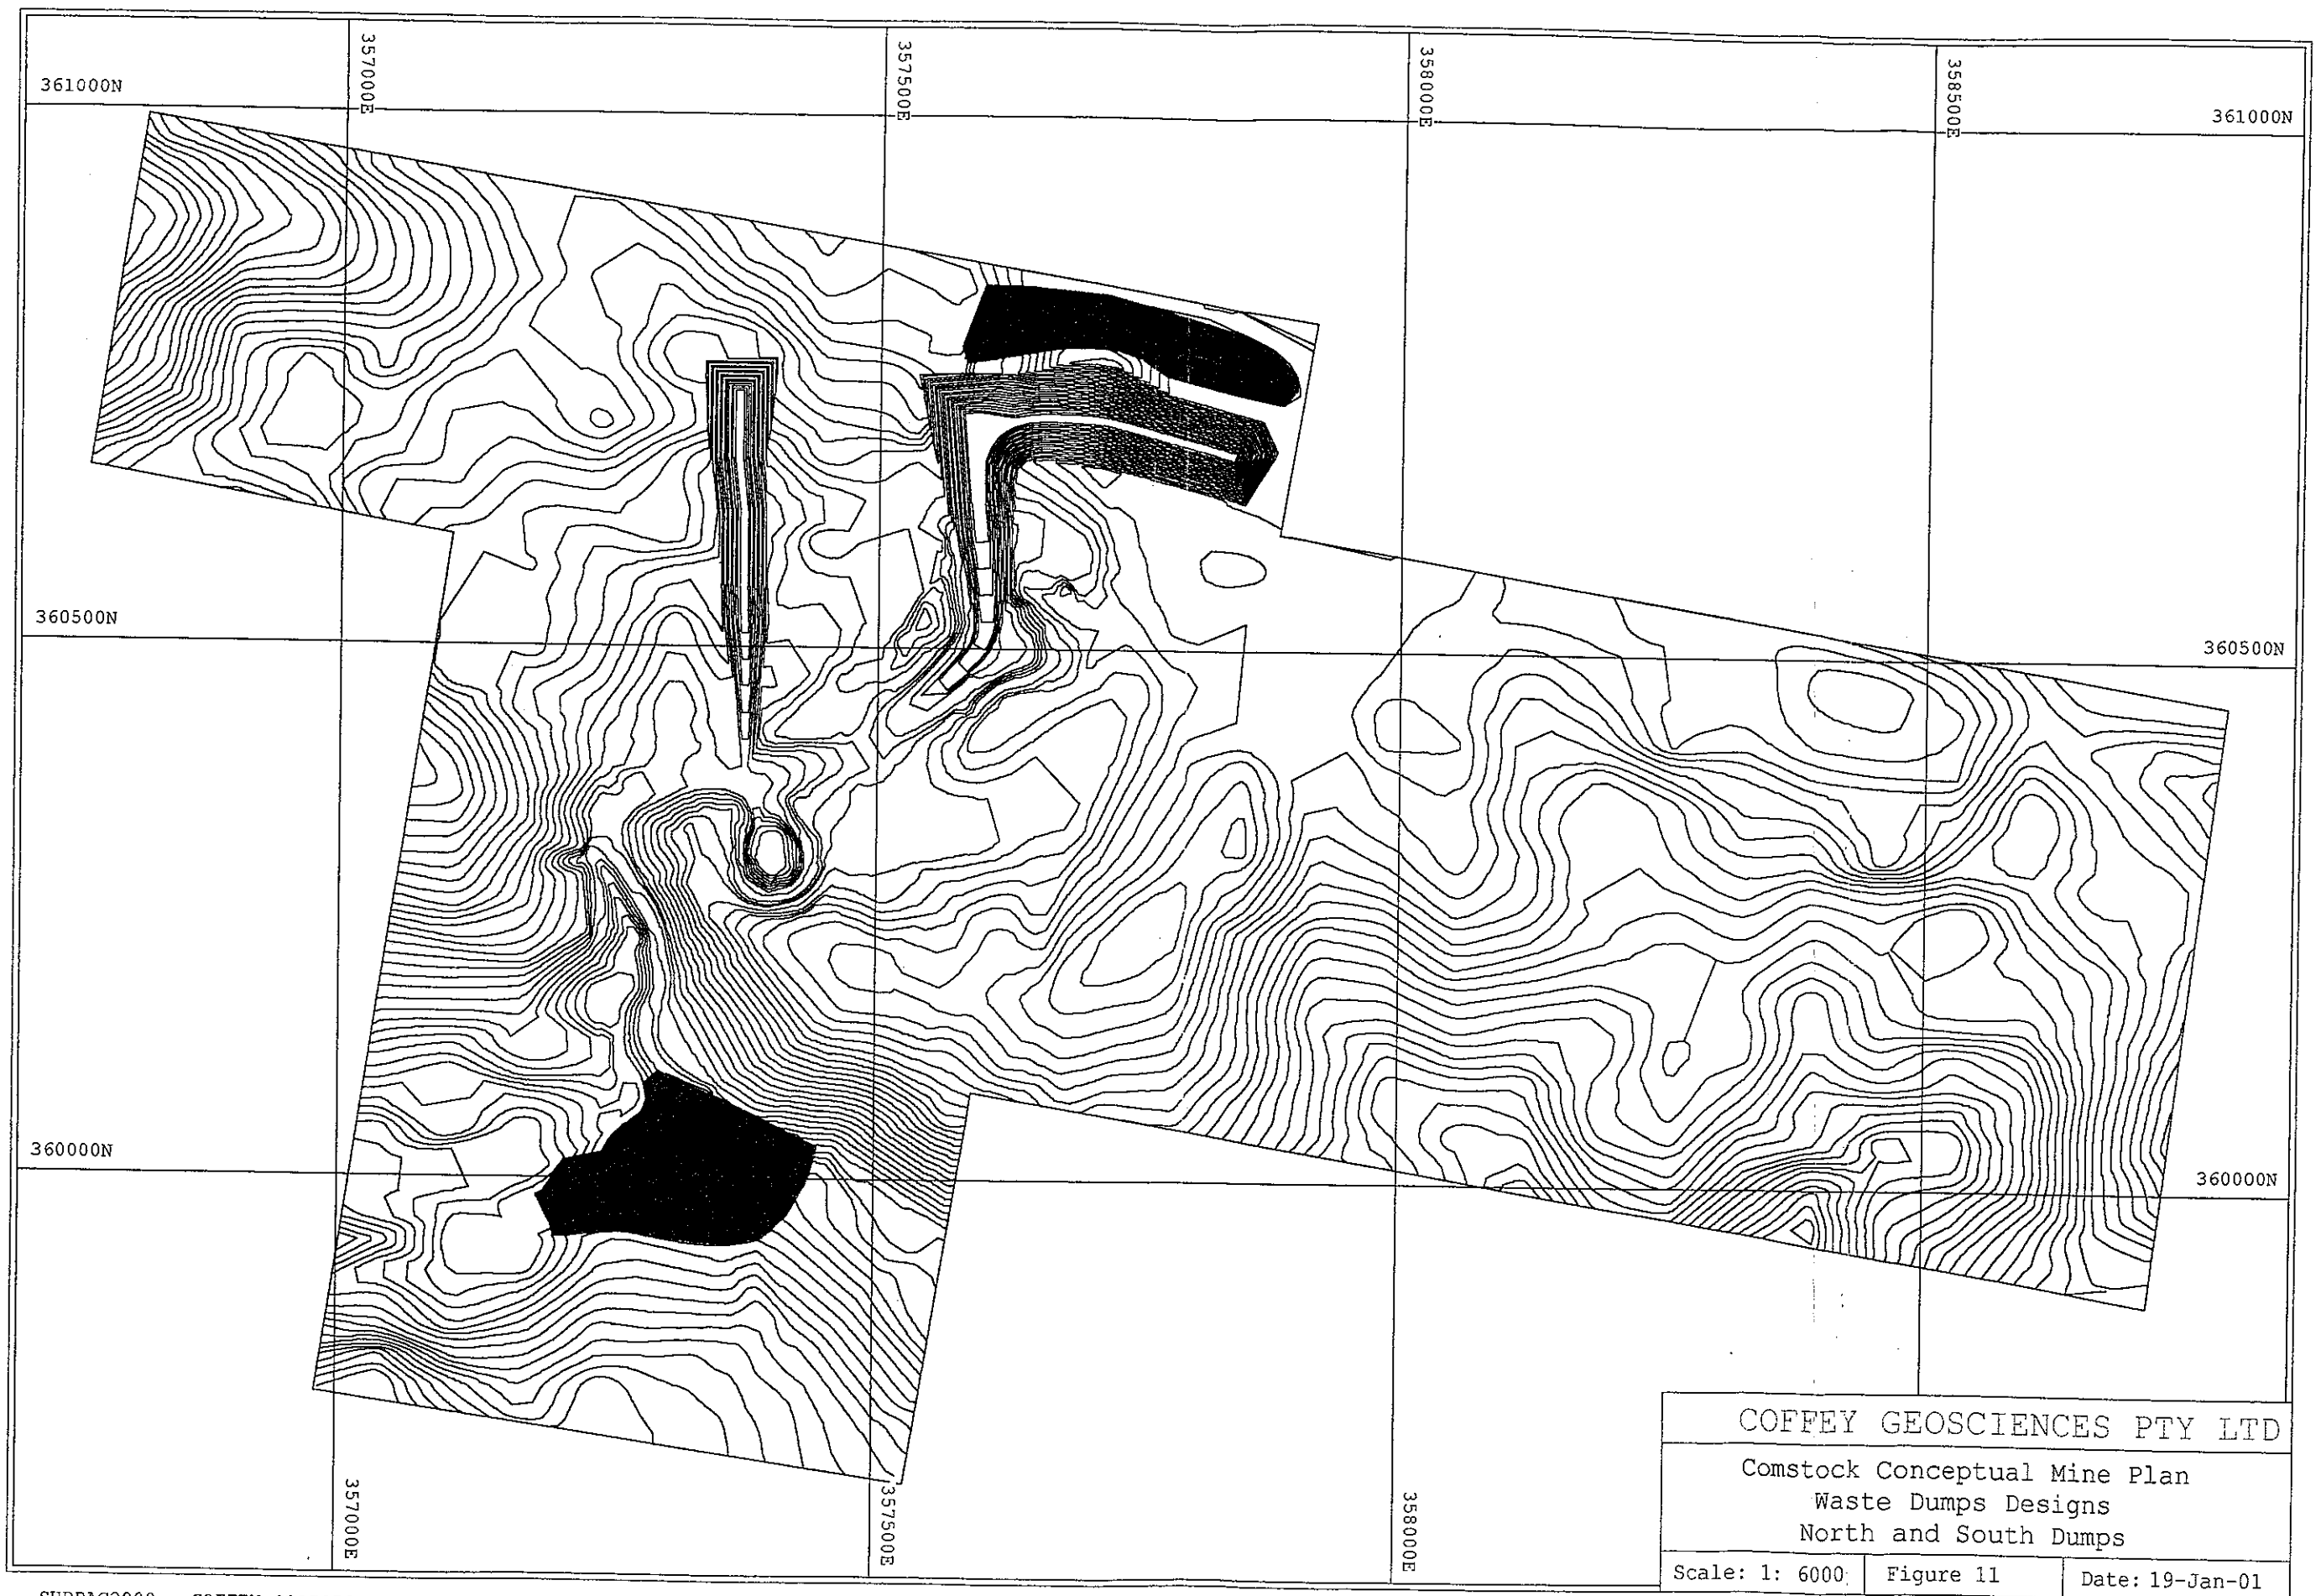 357000E
357500E
358000E
358500E
361000N
361000N
360500N
360500N
360000N
360000N
357000E
357500E
358000E
COFFEY GEOSCIENCES PTY LTD
Comstock Conceptual Mine Plan
Waste Dumps Designs
North and South Dumps
Scale: 1: 6000
Figure 11
Date: 19-Jan-01